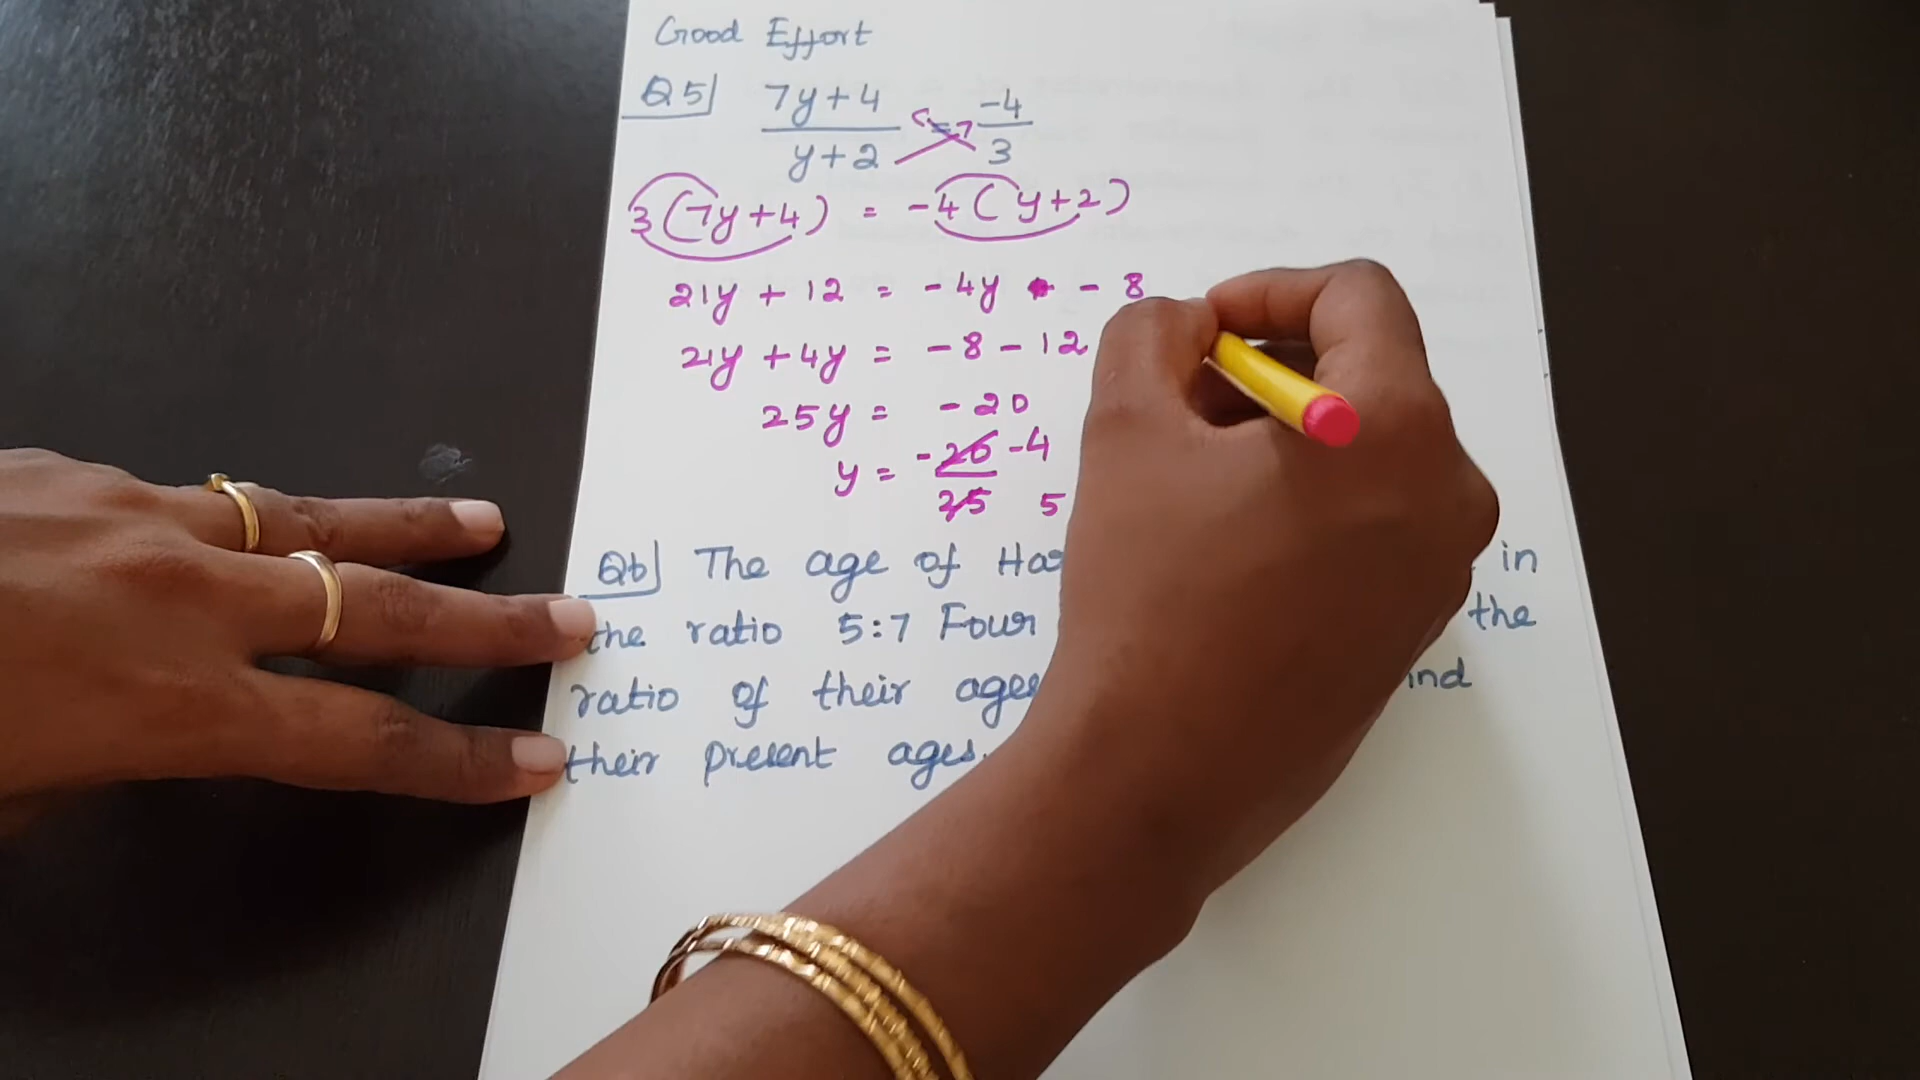 Good Effort
Q5] 7y+4 = -4
y+2 3
3(7y+4) = -4(y+2)
21y + 12 = -4y - 8
21y + 4y = -8 - 12
25y = -20
y = -20 -4
25 5
Q6] The age of in
the ratio 5:7 Four the
ratio of their ages
their present ages.